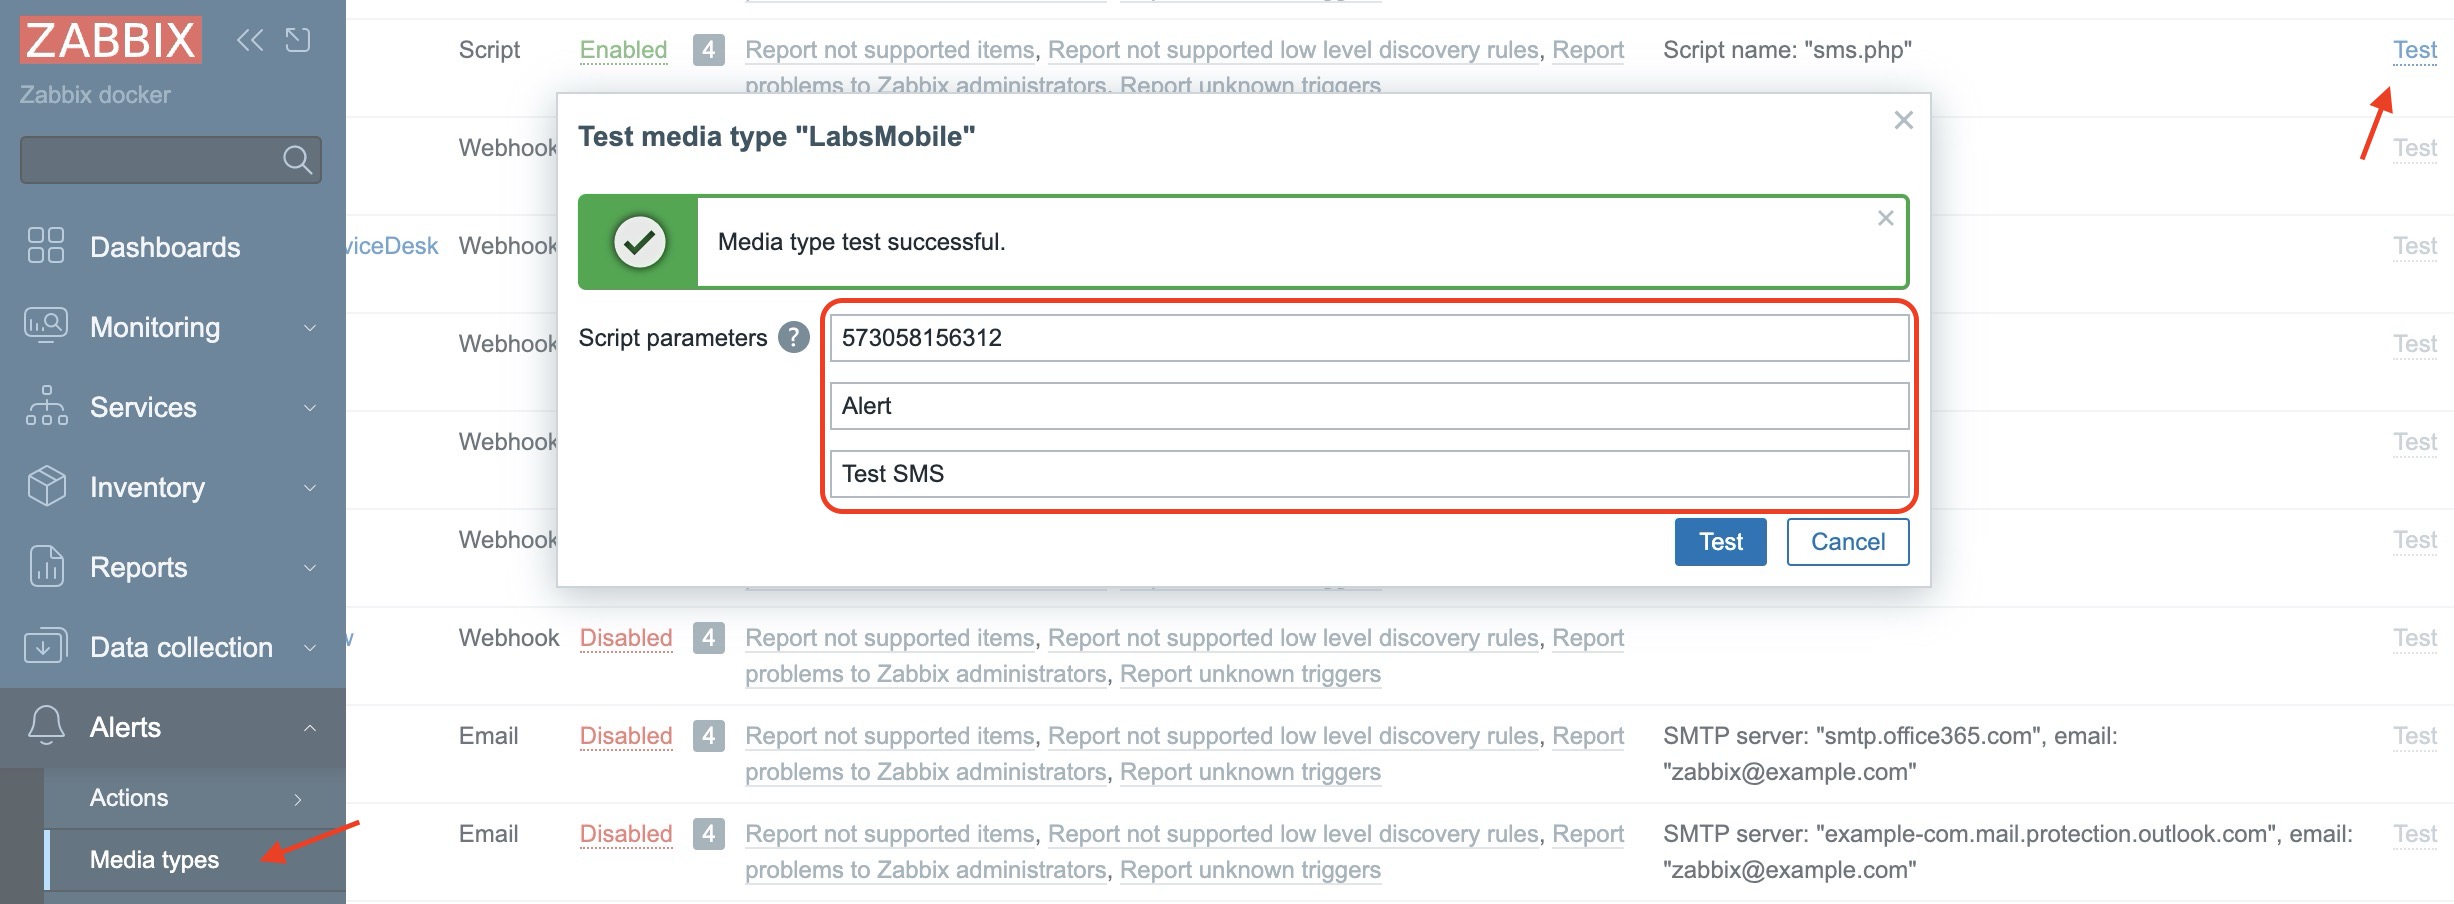 ZABBIX
Zabbix docker
Dashboards
Monitoring
Services
Inventory
Reports
Data collection
Alerts
Actions
Media types
Script Enabled 4 Report not supported items, Report not supported low level discovery rules, Report Script name: "sms.php" Test
problems to Zabbix administrators, Report unknown triggers
Webhook Test
viceDesk Webhook Test
Webhook Test
Webhook Test
Webhook Test
Test media type "LabsMobile"
Media type test successful.
Script parameters ? 573058156312
Alert
Test SMS
Test Cancel
Webhook Disabled 4 Report not supported items, Report not supported low level discovery rules, Report Test
problems to Zabbix administrators, Report unknown triggers
Email Disabled 4 Report not supported items, Report not supported low level discovery rules, Report SMTP server: "smtp.office365.com", email: Test
problems to Zabbix administrators, Report unknown triggers "zabbix@example.com"
Email Disabled 4 Report not supported items, Report not supported low level discovery rules, Report SMTP server: "example-com.mail.protection.outlook.com", email: Test
problems to Zabbix administrators, Report unknown triggers "zabbix@example.com"